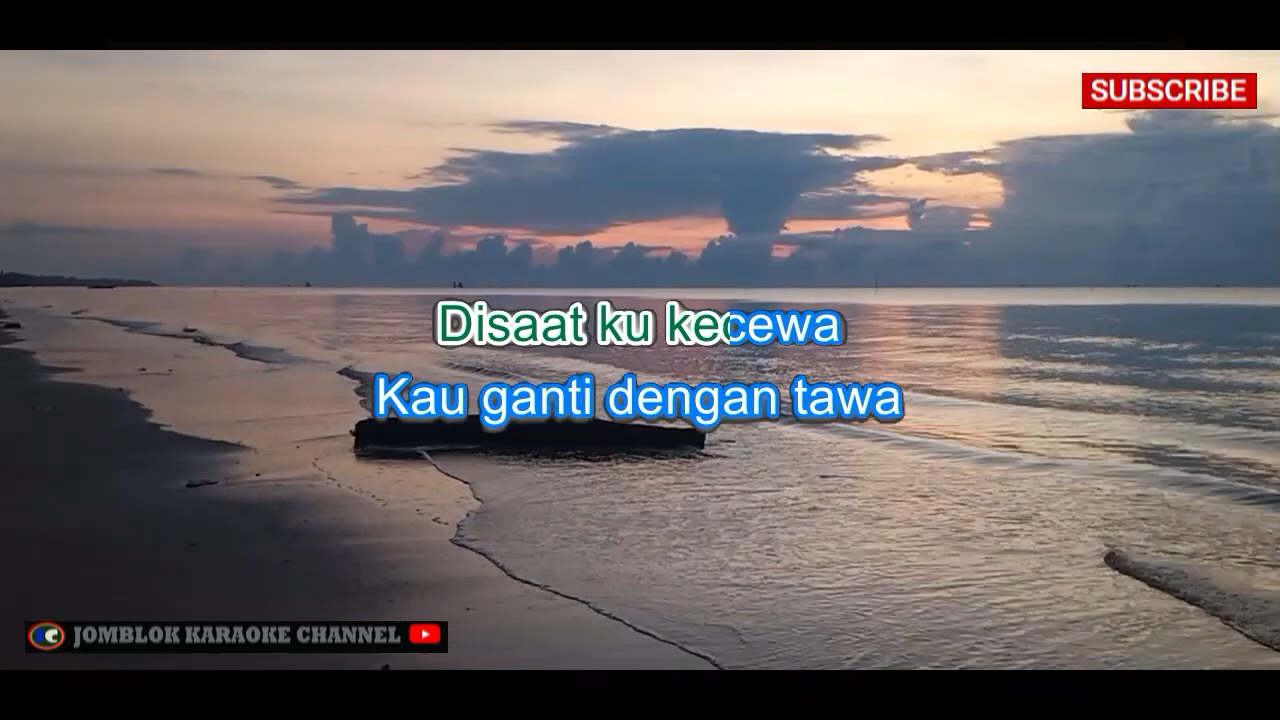 SUBSCRIBE
Disaat ku kecewa
Kau ganti dengan tawa
JOMBLOK KARAOKE CHANNEL